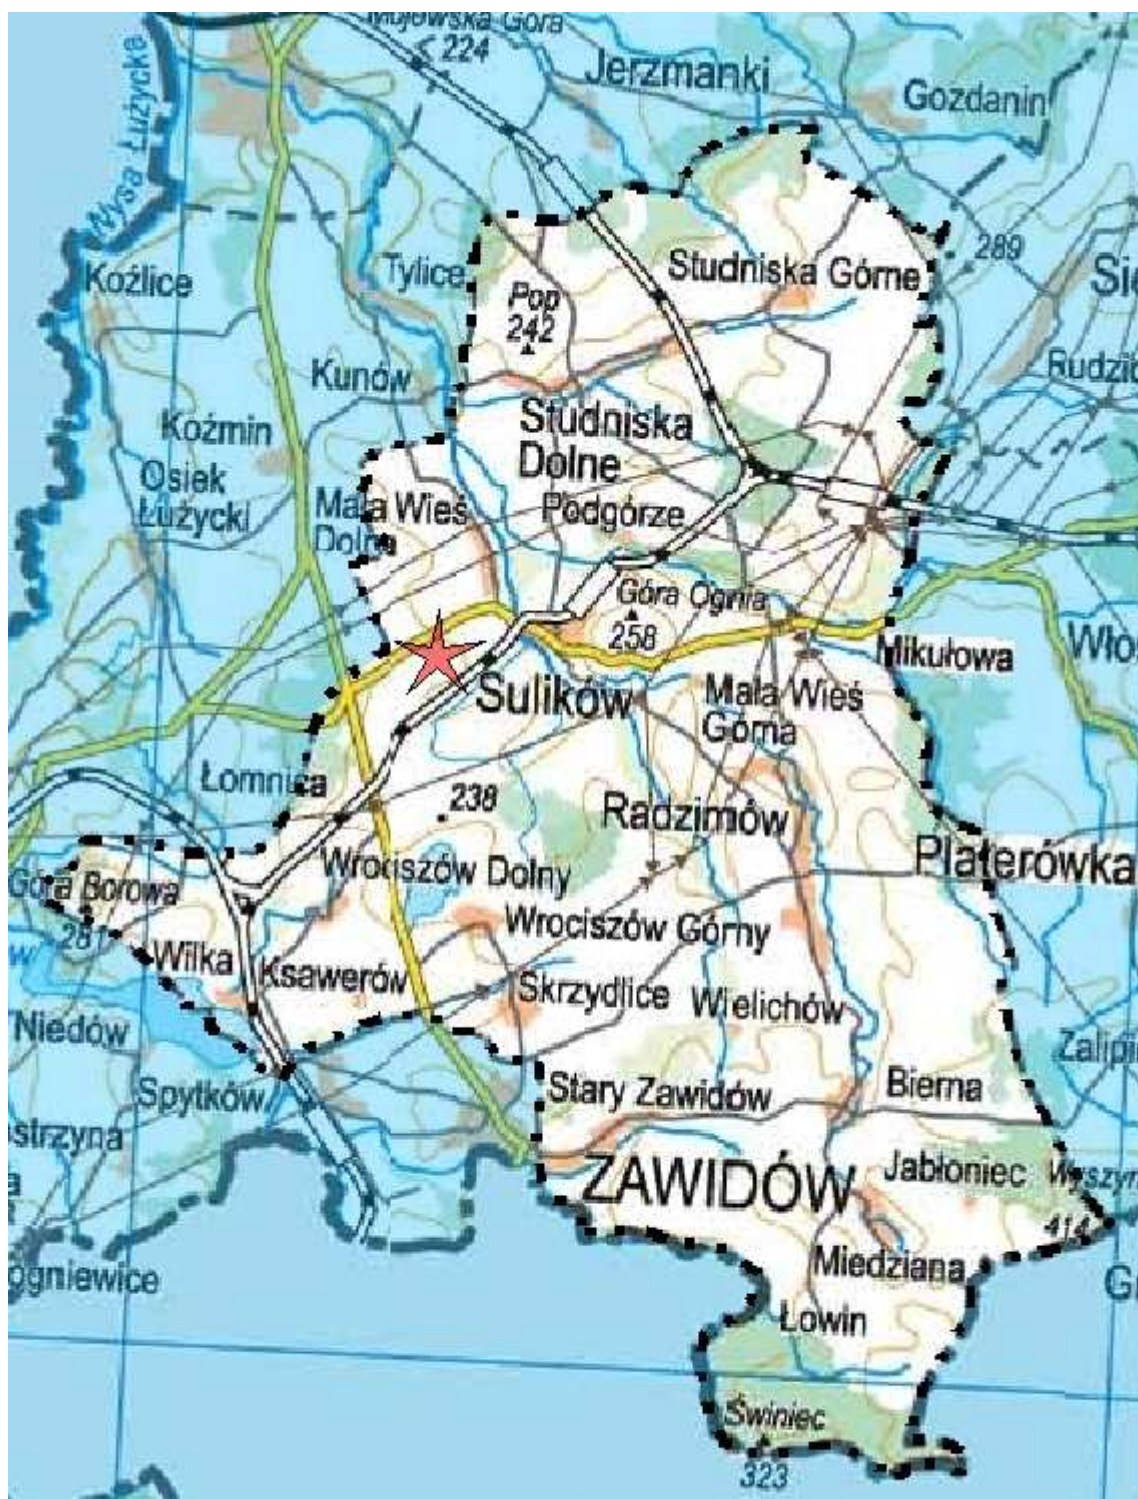 Mojewska Góra
< 224
Jerzmanki
Gozdanin
Nysa Łużycka
289
Studniska Górne
Koźlice
Tylice
Pop
242
Kunów
Studniska
Dolne
Koźmin
Osiek
Łużycki
Mała Wieś
Dolna
Podgórze
Góra Ognia
258
Mikułowa
Sulików
Mała Wieś
Górna
Łomnica
238
Radzimów
Wrociszów Dolny
Platerówka
Góra Borowa
281
Wrociszów Górny
Wilka
Ksawerów
Skrzydlice
Wielichów
Niedów
Spytków
Stary Zawidów
Bierna
ZAWIDÓW
Jabłoniec
414
Miedziana
Łowin
Świniec
323